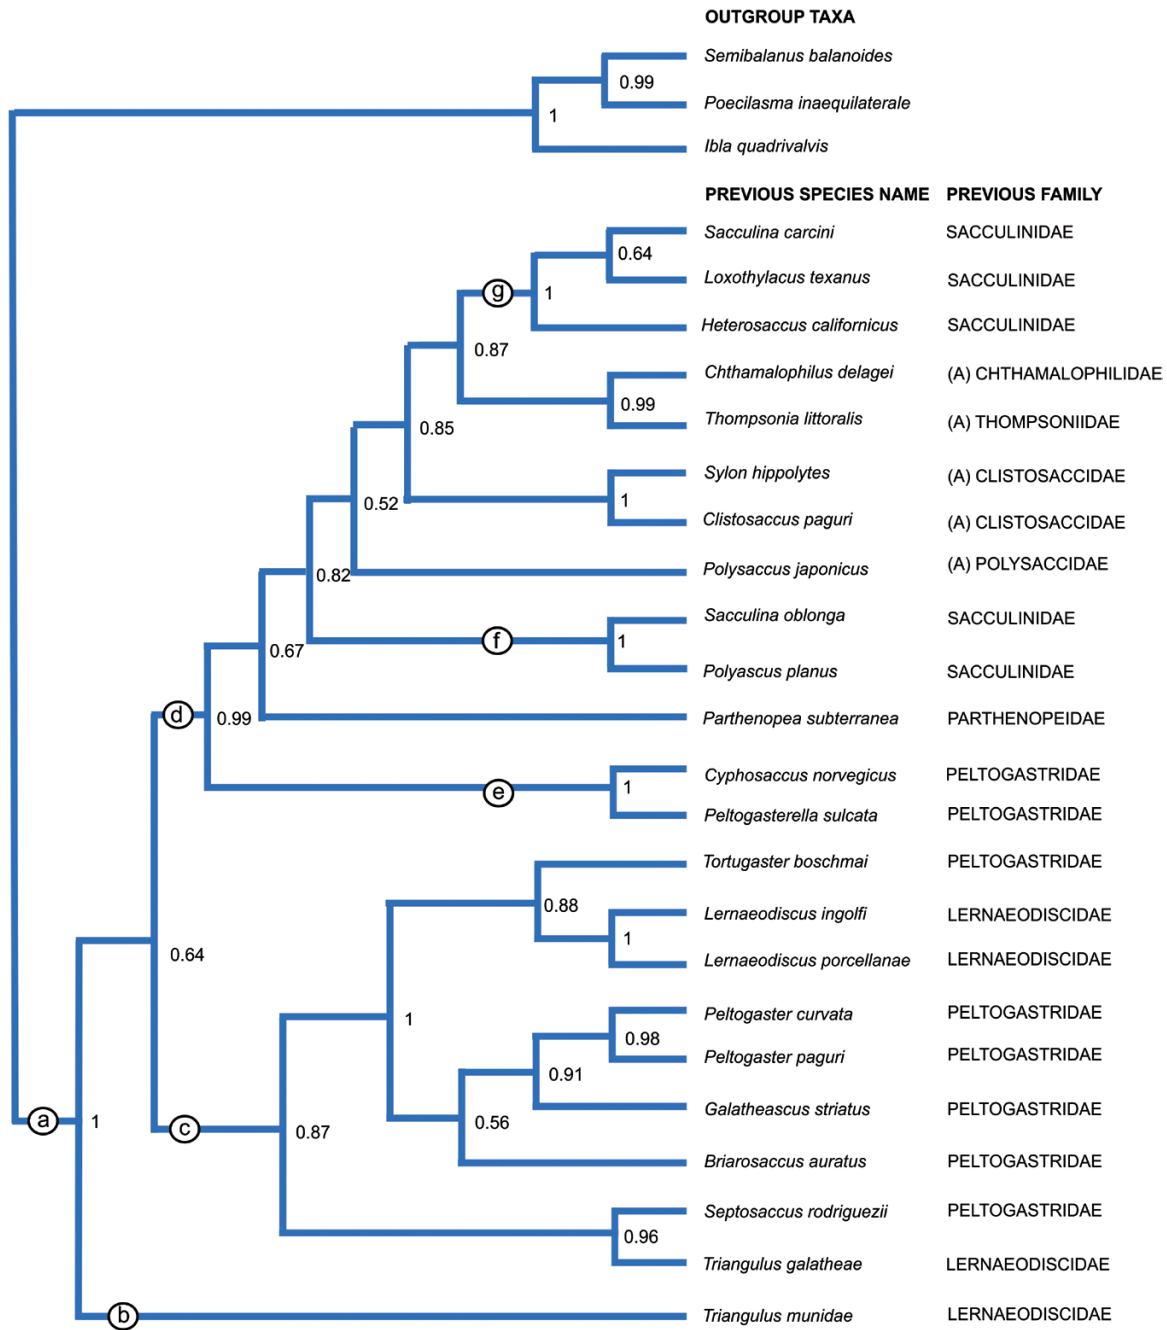 OUTGROUP TAXA
Semibalanus balanoides
0.99
Poecilasma inaequilaterale
1
Ibla quadrivalvis
PREVIOUS SPECIES NAME PREVIOUS FAMILY
Sacculina carcini SACCULINIDAE
0.64
Loxothylacus texanus SACCULINIDAE
g 1
Heterosaccus californicus SACCULINIDAE
0.87
Chthamalophilus delagei (A) CHTHAMALOPHILIDAE
0.99
Thompsonia littoralis (A) THOMPSONIIDAE
0.85
Sylon hippolytes (A) CLISTOSACCIDAE
1
0.52
Clistosaccus paguri (A) CLISTOSACCIDAE
Polysaccus japonicus (A) POLYSACCIDAE
0.82
Sacculina oblonga SACCULINIDAE
f 1
0.67
Polyascus planus SACCULINIDAE
d 0.99
Parthenopea subterranea PARTHENOPEIDAE
Cyphosaccus norvegicus PELTOGASTRIDAE
e 1
Peltogasterella sulcata PELTOGASTRIDAE
Tortugaster boschmai PELTOGASTRIDAE
0.88
Lernaeodiscus ingolfi LERNAEODISCIDAE
1
0.64
Lernaeodiscus porcellanae LERNAEODISCIDAE
Peltogaster curvata PELTOGASTRIDAE
1
0.98
Peltogaster paguri PELTOGASTRIDAE
0.91
Galatheascus striatus PELTOGASTRIDAE
a 1
0.56
c 0.87
Briarosaccus auratus PELTOGASTRIDAE
Septosaccus rodriguezii PELTOGASTRIDAE
0.96
Triangulus galatheae LERNAEODISCIDAE
b
Triangulus munidae LERNAEODISCIDAE